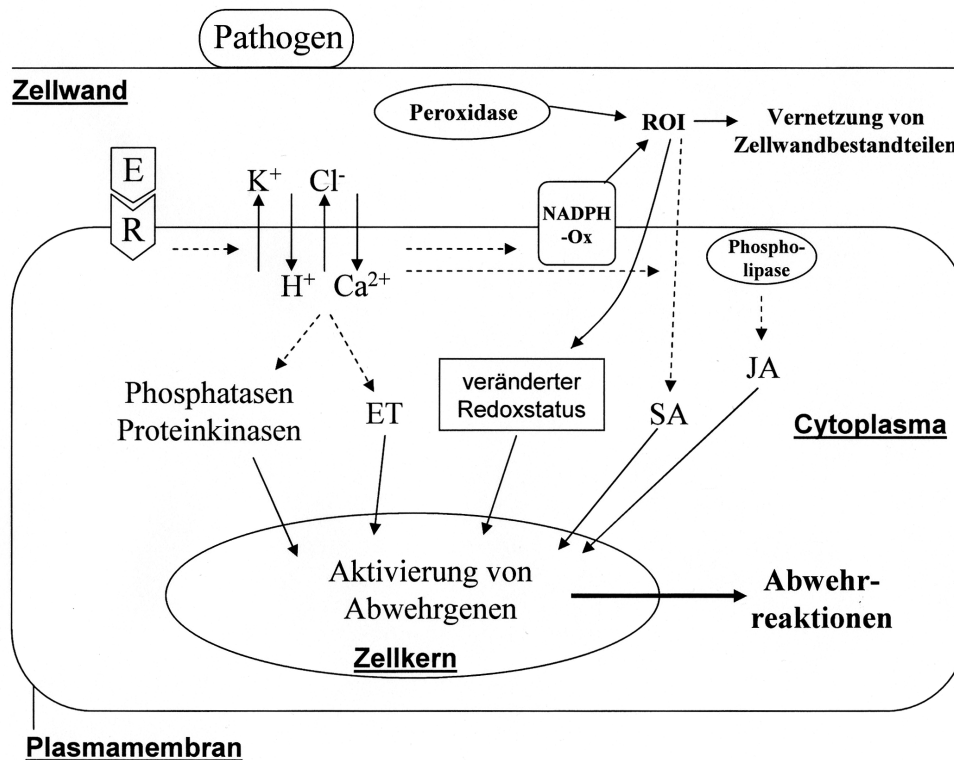 Pathogen
Zellwand
Peroxidase
ROI
Vernetzung von
Zellwandbestandteilen
E
R
K+
Cl-
H+
Ca2+
NADPH
-Ox
Phospho-
lipase
Phosphatasen
Proteinkinasen
ET
veränderter
Redoxstatus
SA
JA
Cytoplasma
Aktivierung von
Abwehrgenen
Zellkern
Abwehr-
reaktionen
Plasmamembran